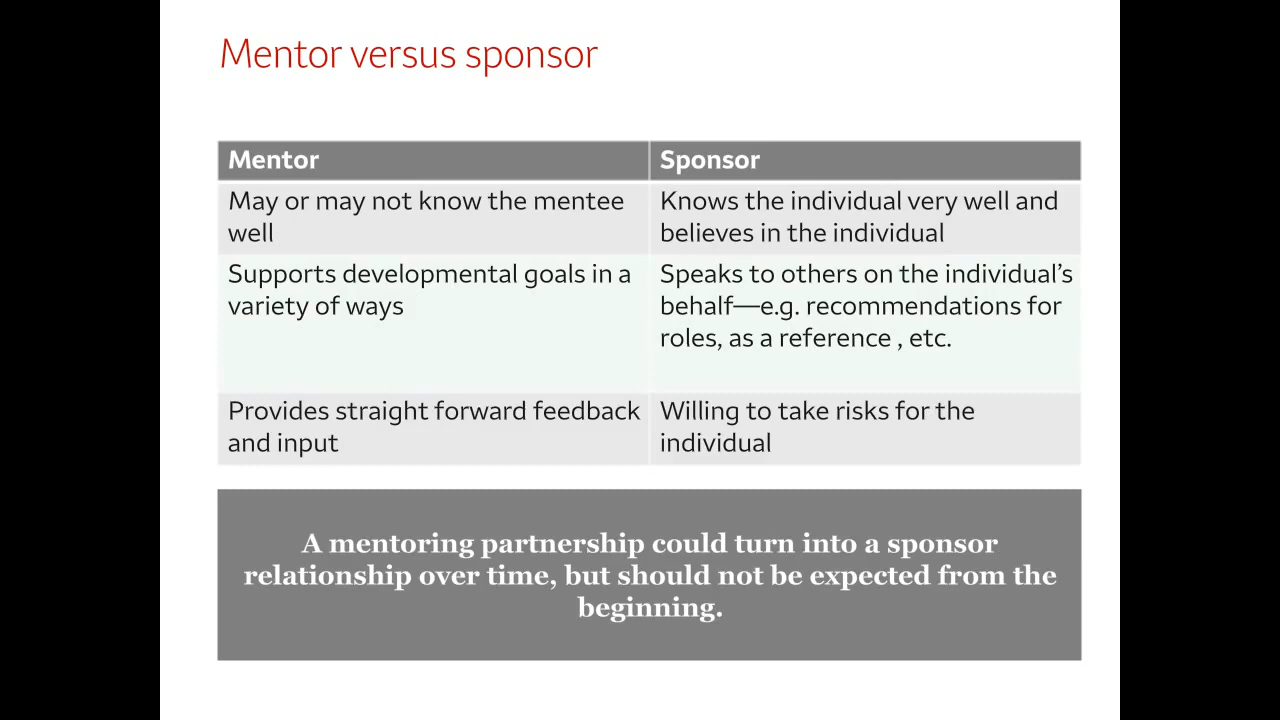 Mentor versus sponsor
Mentor
Sponsor
May or may not know the mentee
well
Knows the individual very well and
believes in the individual
Supports developmental goals in a
variety of ways
Speaks to others on the individual’s
behalf—e.g. recommendations for
roles, as a reference , etc.
Provides straight forward feedback
and input
Willing to take risks for the
individual
A mentoring partnership could turn into a sponsor
relationship over time, but should not be expected from the
beginning.